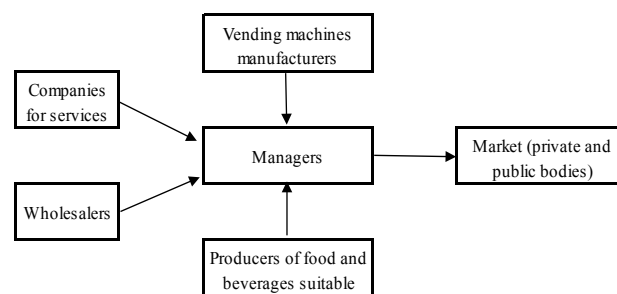 Vending machines
manufacturers
Companies
for services
Managers
Market (private and
public bodies)
Wholesalers
Producers of food and
beverages suitable